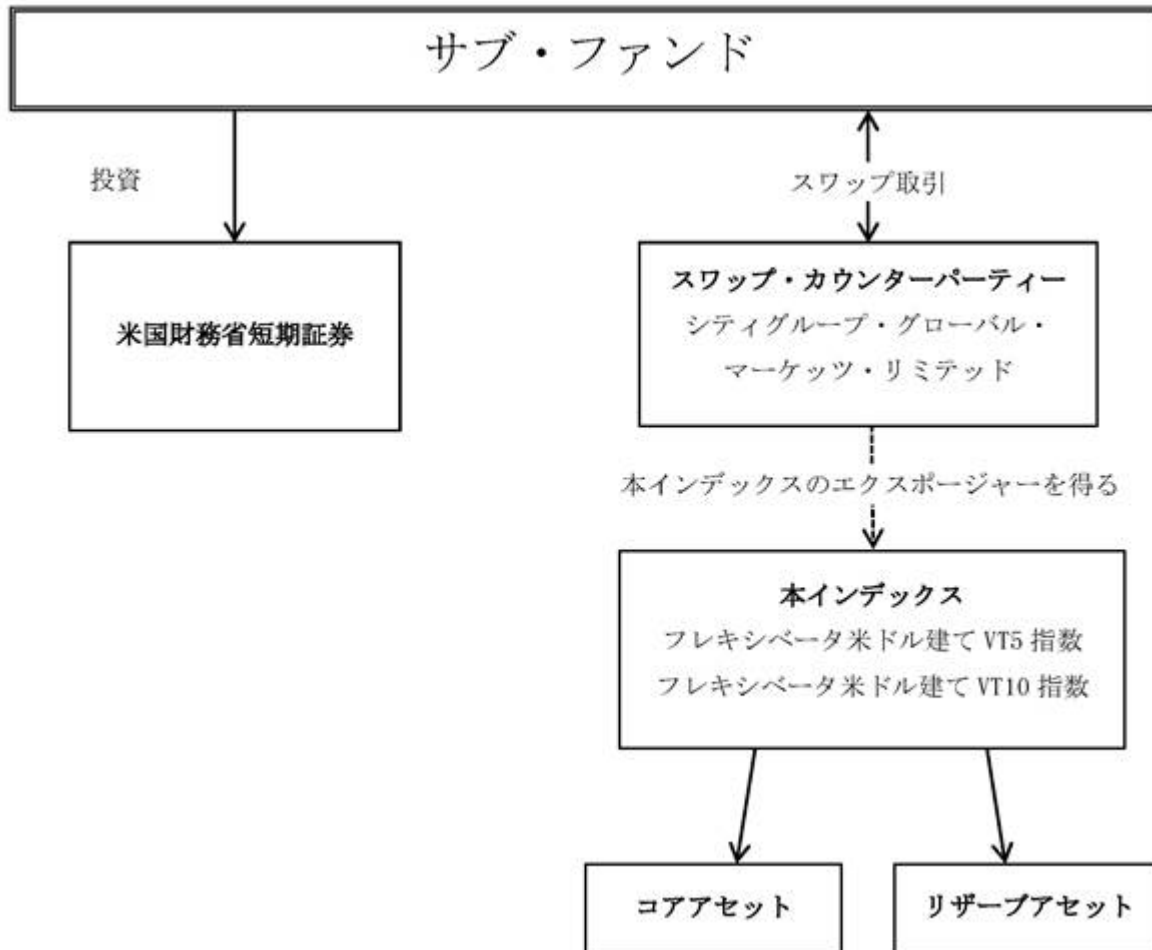 サブ・ファンド
投資
スワップ取引
米国財務省短期証券
スワップ・カウンターパーティー
シティグループ・グローバル・
マーケッツ・リミテッド
本インデックスのエクスポージャーを得る
本インデックス
フレキシベータ米ドル建て VT5 指数
フレキシベータ米ドル建て VT10 指数
コアアセット
リザーブアセット